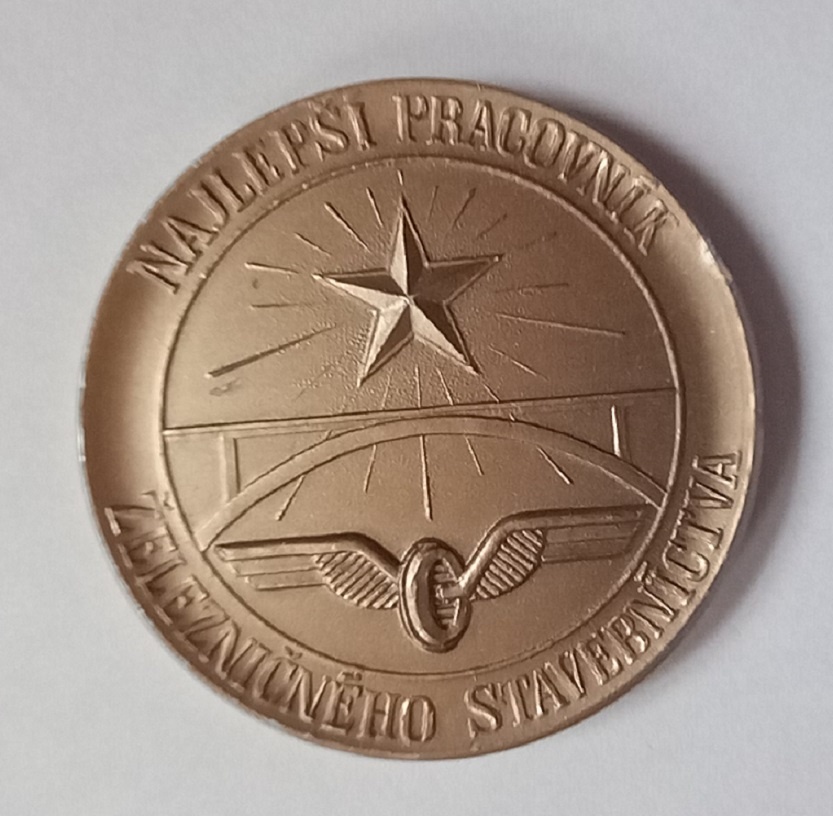 NAJLEPŠÍ PRACOVNÍK
ŽELEZNIČNÉHO STAVEBNÍCTVA